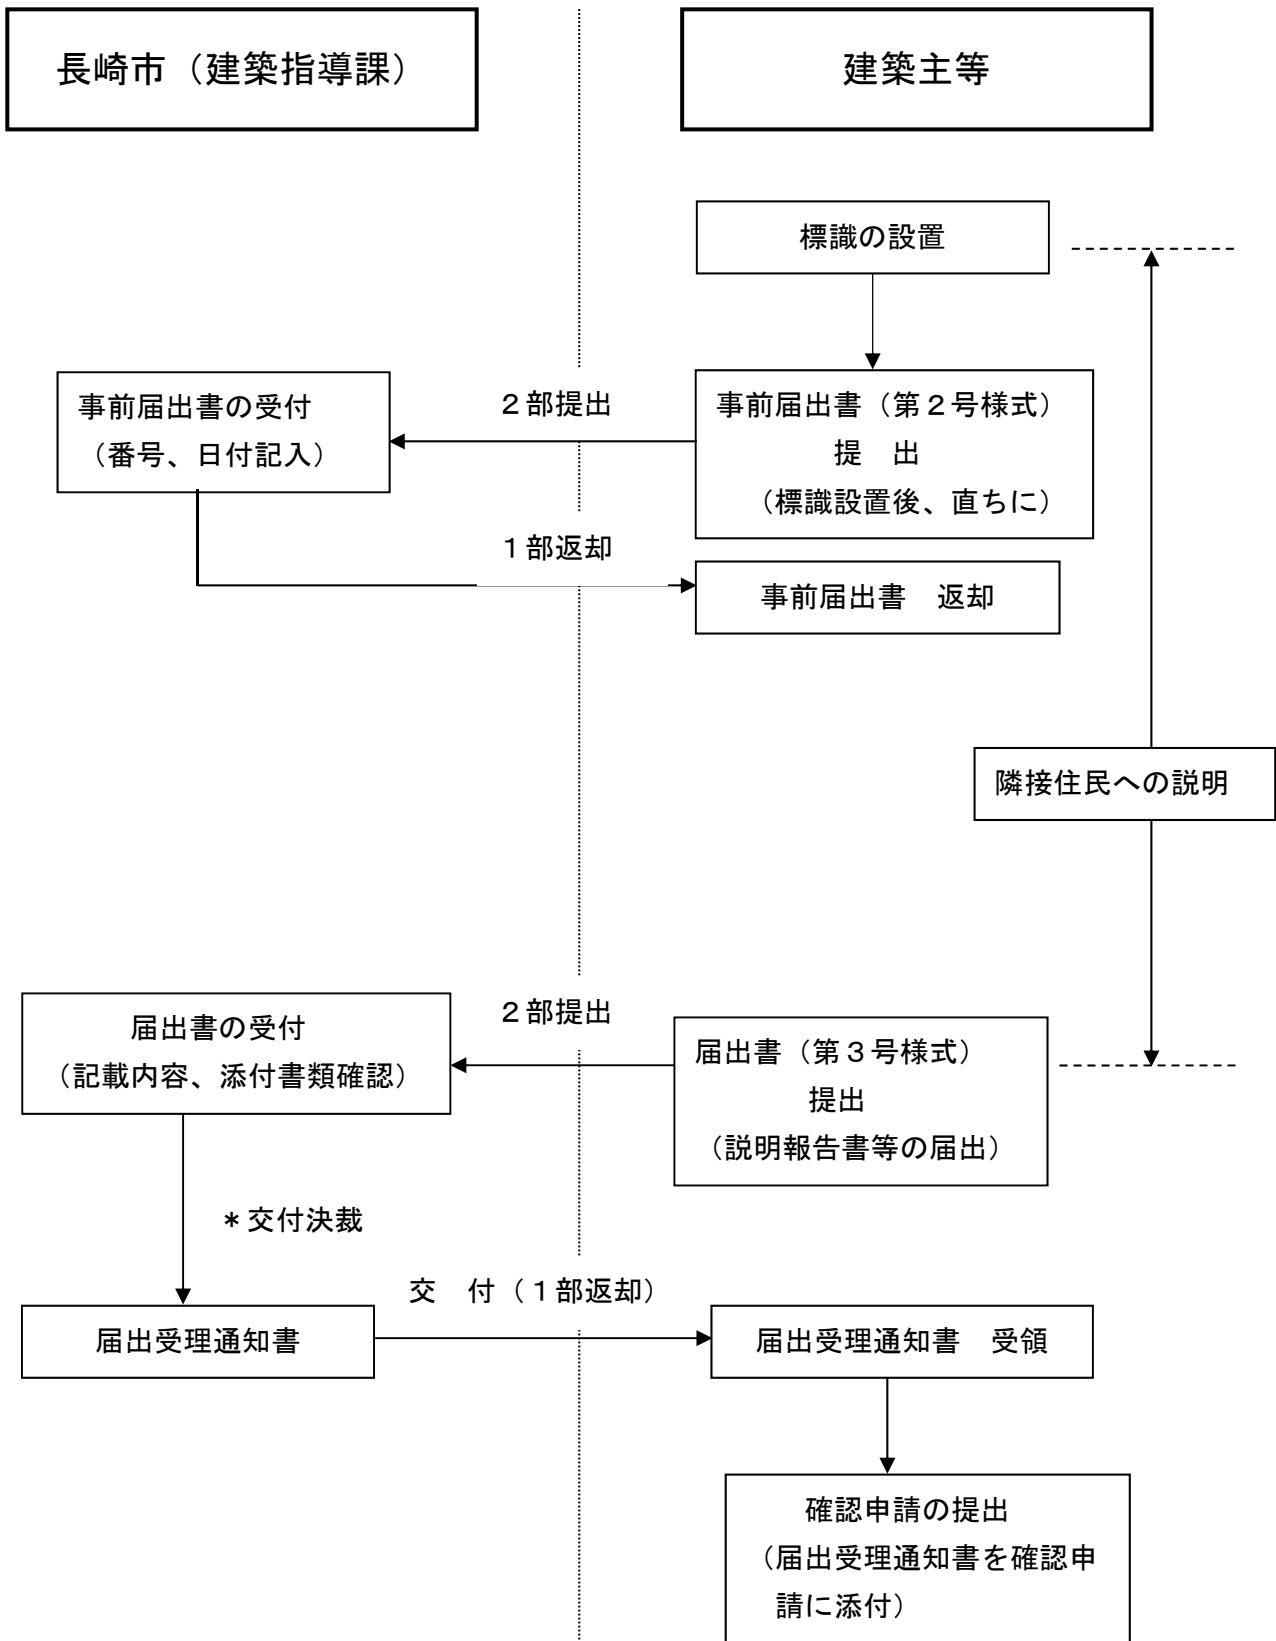 長崎市（建築指導課）
建築主等
標識の設置
事前届出書の受付
（番号、日付記入）
２部提出
事前届出書（第２号様式）
提　出
（標識設置後、直ちに）
１部返却
事前届出書　返却
隣接住民への説明
届出書の受付
（記載内容、添付書類確認）
２部提出
届出書（第３号様式）
提出
（説明報告書等の届出）
＊交付決裁
交　付（１部返却）
届出受理通知書
届出受理通知書　受領
確認申請の提出
（届出受理通知書を確認申
請に添付）